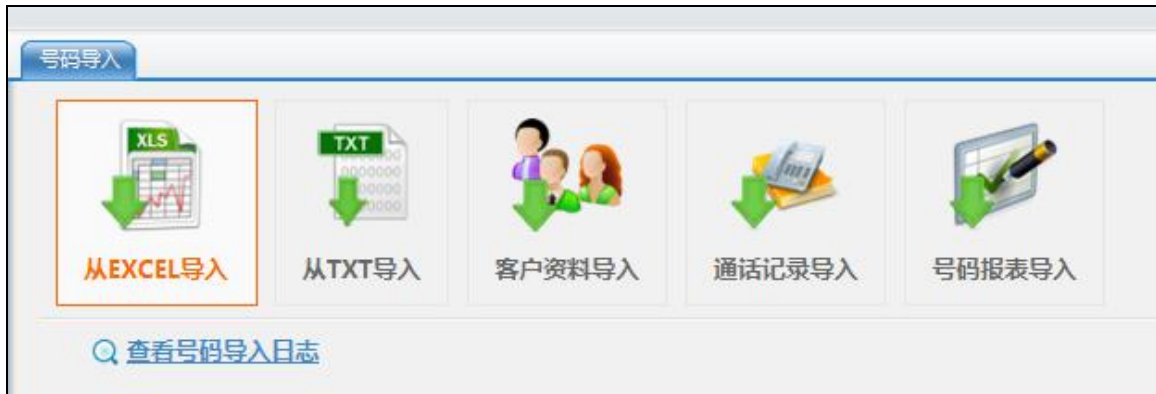 号码导入
XLS
TXT
从EXCEL导入
从TXT导入
客户资料导入
通话记录导入
号码报表导入
查看号码导入日志